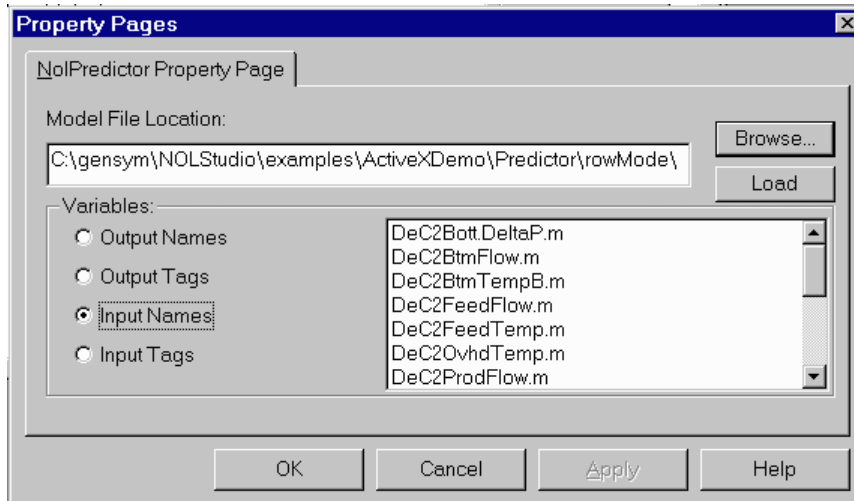 Property Pages
NolPredictor Property Page
Model File Location:
Browse...
C:\gensym\NOLStudio\examples\ActiveXDemo\Predictor\rowMode\
Load
Variables:
Output Names
Output Tags
Input Names
Input Tags
DeC2Bott.DeltaP.m
DeC2BtmFlow.m
DeC2BtmTempB.m
DeC2FeedFlow.m
DeC2FeedTemp.m
DeC2OvhdTemp.m
DeC2ProdFlow.m
OK
Cancel
Apply
Help